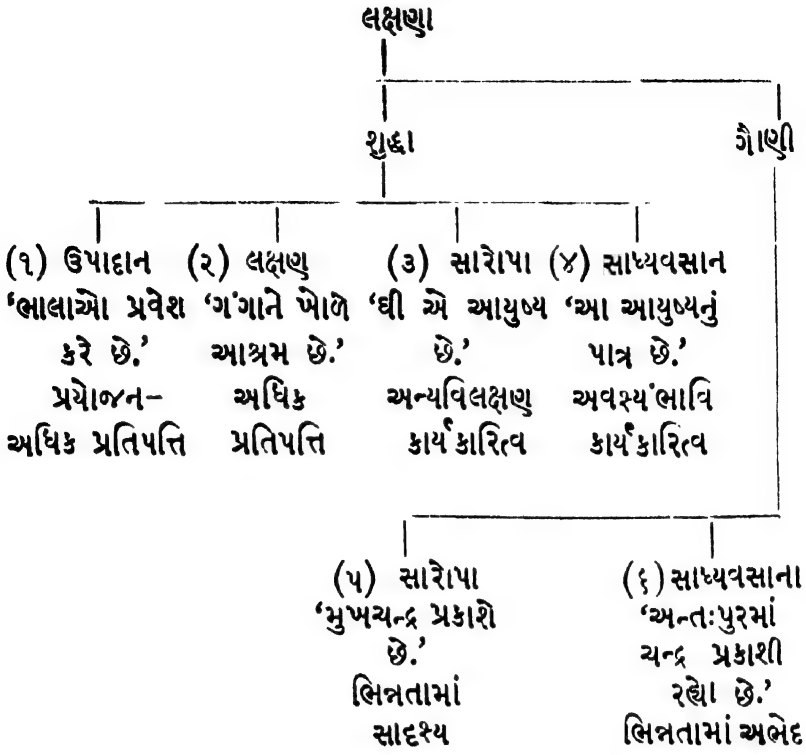 લક્ષણા
શુદ્ધા ગૌણી
(૧) ઉપાદાન (૨) લક્ષણ (૩) સારોપા (૪) સાધ્યવસાન
‘ભાલાઓ પ્રવેશ ‘ગંગાને ખોળે ‘ઘી એ આયુષ્ય ‘આ આયુષ્યનું
કરે છે.’ આશ્રમ છે.’ છે.’ પાત્ર છે.’
પ્રયોજન- અધિક અન્યવિલક્ષણ અવશ્યંભાવિ
અધિક પ્રતિપત્તિ પ્રતિપત્તિ કાર્યકારિત્વ કાર્યકારિત્વ
(૫) સારોપા (૬) સાધ્યવસાના
‘મુખચન્દ્ર પ્રકાશે ‘અન્તઃપુરમાં
છે.’ ચન્દ્ર પ્રકાશી
ભિન્નતામાં રહ્યો છે.’
સાદશ્ય ભિન્નતામાં અભેદ